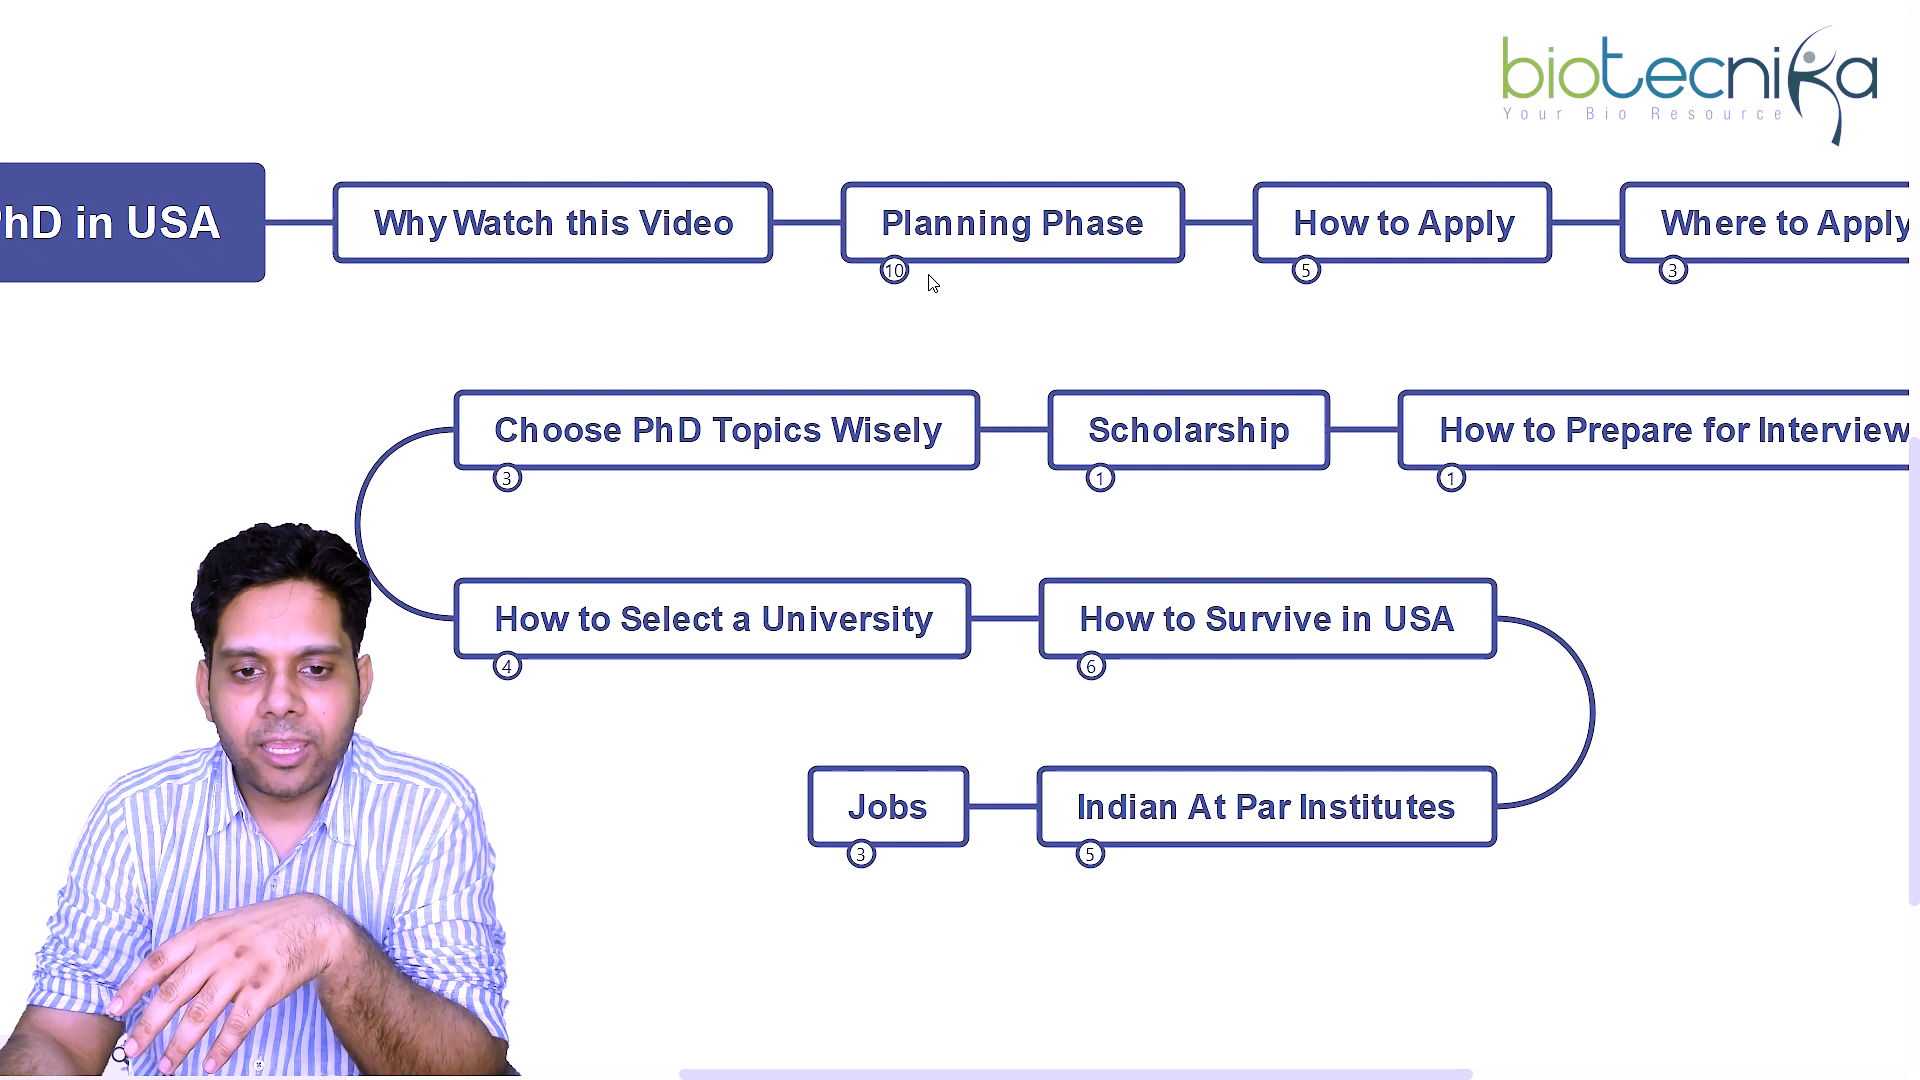 biotecnika
Your Bio Resource
PhD in USA
Why Watch this Video
Planning Phase
How to Apply
Where to Apply
10
5
3
Choose PhD Topics Wisely
Scholarship
How to Prepare for Interview
3
1
1
How to Select a University
How to Survive in USA
4
6
Jobs
Indian At Par Institutes
3
5